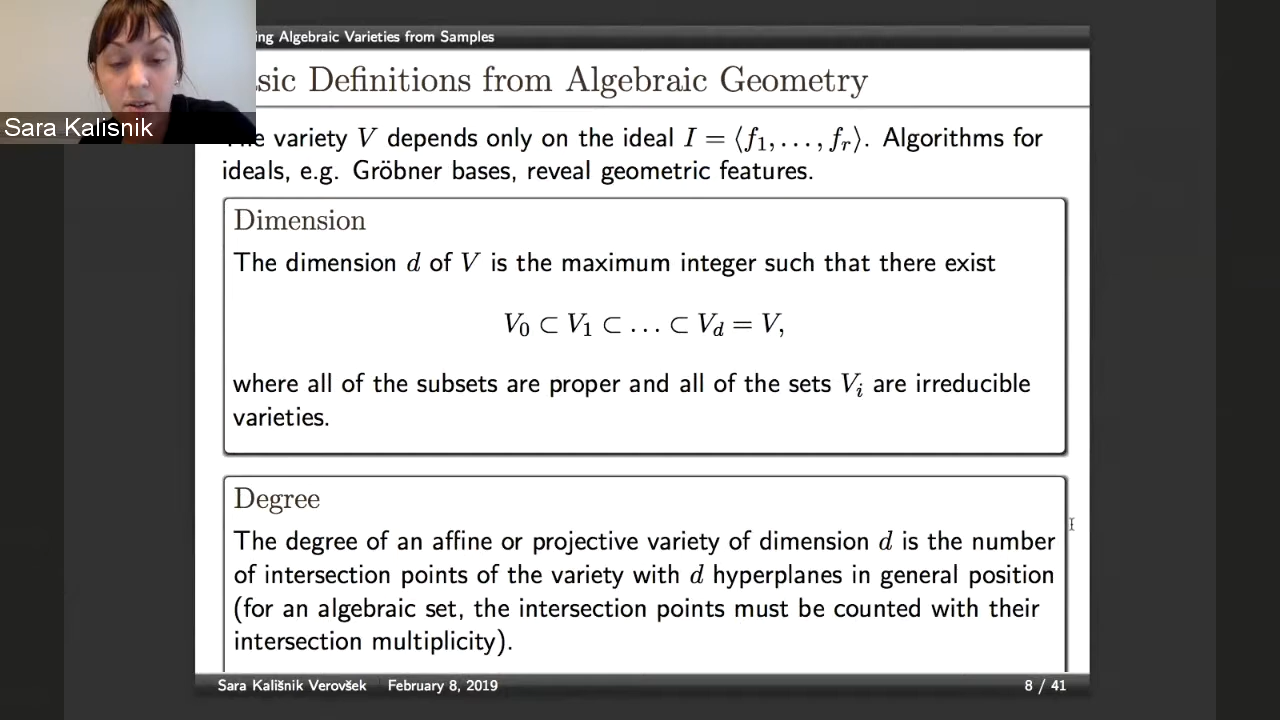 ing Algebraic Varieties from Samples
sic Definitions from Algebraic Geometry
Sara Kalisnik
variety V depends only on the ideal I = ⟨f₁, . . . , fᵣ⟩. Algorithms for
ideals, e.g. Gröbner bases, reveal geometric features.
Dimension
The dimension d of V is the maximum integer such that there exist
V₀ ⊂ V₁ ⊂ . . . ⊂ V_d = V,
where all of the subsets are proper and all of the sets Vᵢ are irreducible
varieties.
Degree
The degree of an affine or projective variety of dimension d is the number
of intersection points of the variety with d hyperplanes in general position
(for an algebraic set, the intersection points must be counted with their
intersection multiplicity).
Sara Kališnik Verovšek February 8, 2019 8 / 41